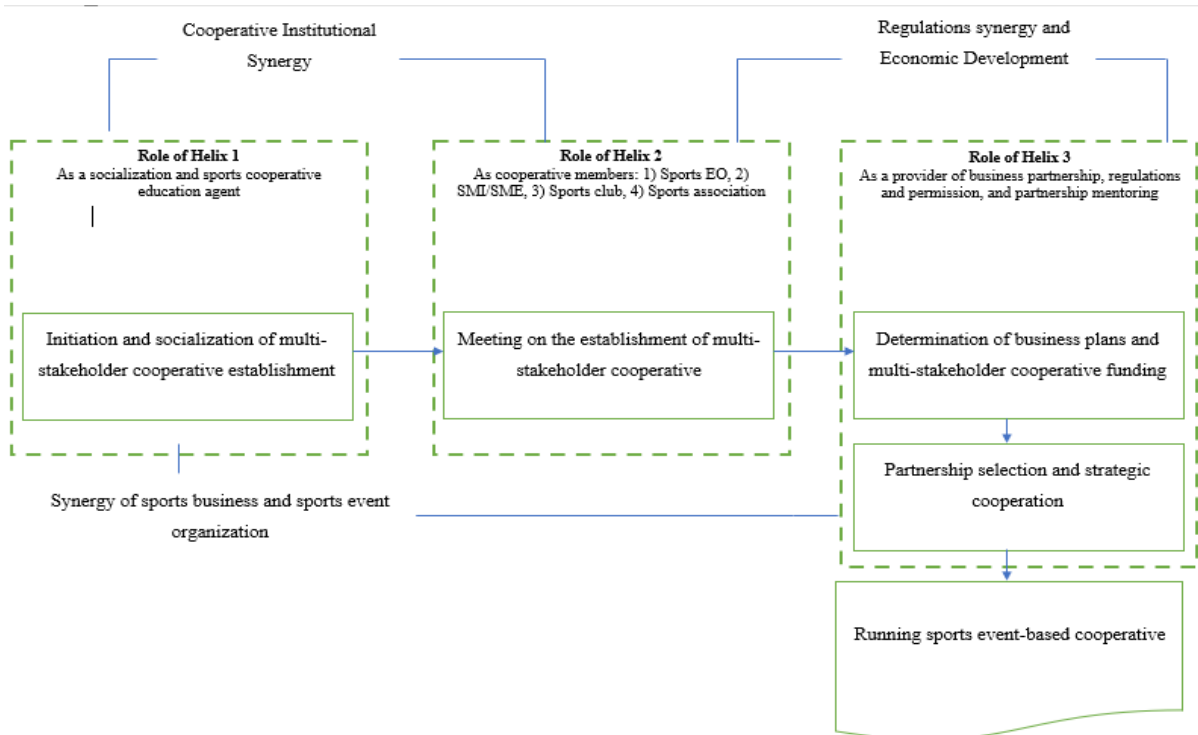 Cooperative Institutional
Synergy
Regulations synergy and
Economic Development
Role of Helix 1
As a socialization and sports cooperative
education agent
Role of Helix 2
As cooperative members: 1) Sports EO, 2)
SMI/SME, 3) Sports club, 4) Sports association
Role of Helix 3
As a provider of business partnership, regulations
and permission, and partnership mentoring
Initiation and socialization of multi-
stakeholder cooperative establishment
Meeting on the establishment of multi-
stakeholder cooperative
Determination of business plans and
multi-stakeholder cooperative funding
Partnership selection and strategic
cooperation
Synergy of sports business and sports event
organization
Running sports event-based cooperative